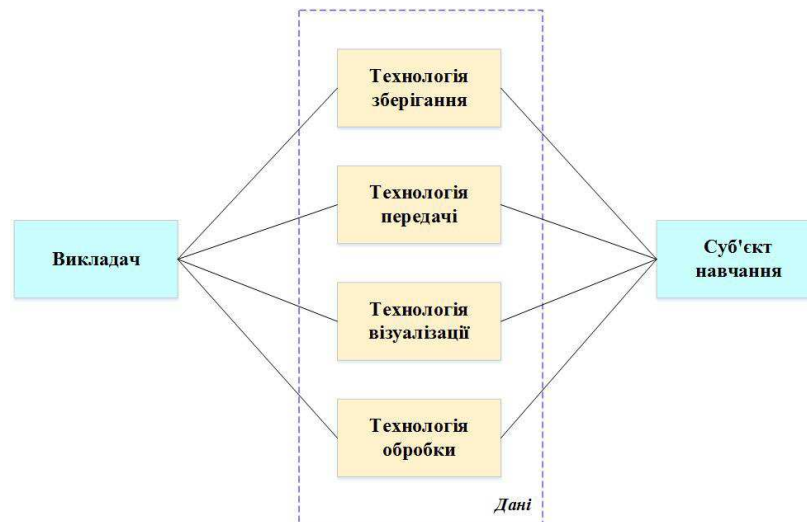 Технологія
зберігання
Технологія
передачі
Викладач
Суб'єкт
навчання
Технологія
візуалізації
Технологія
обробки
Дані